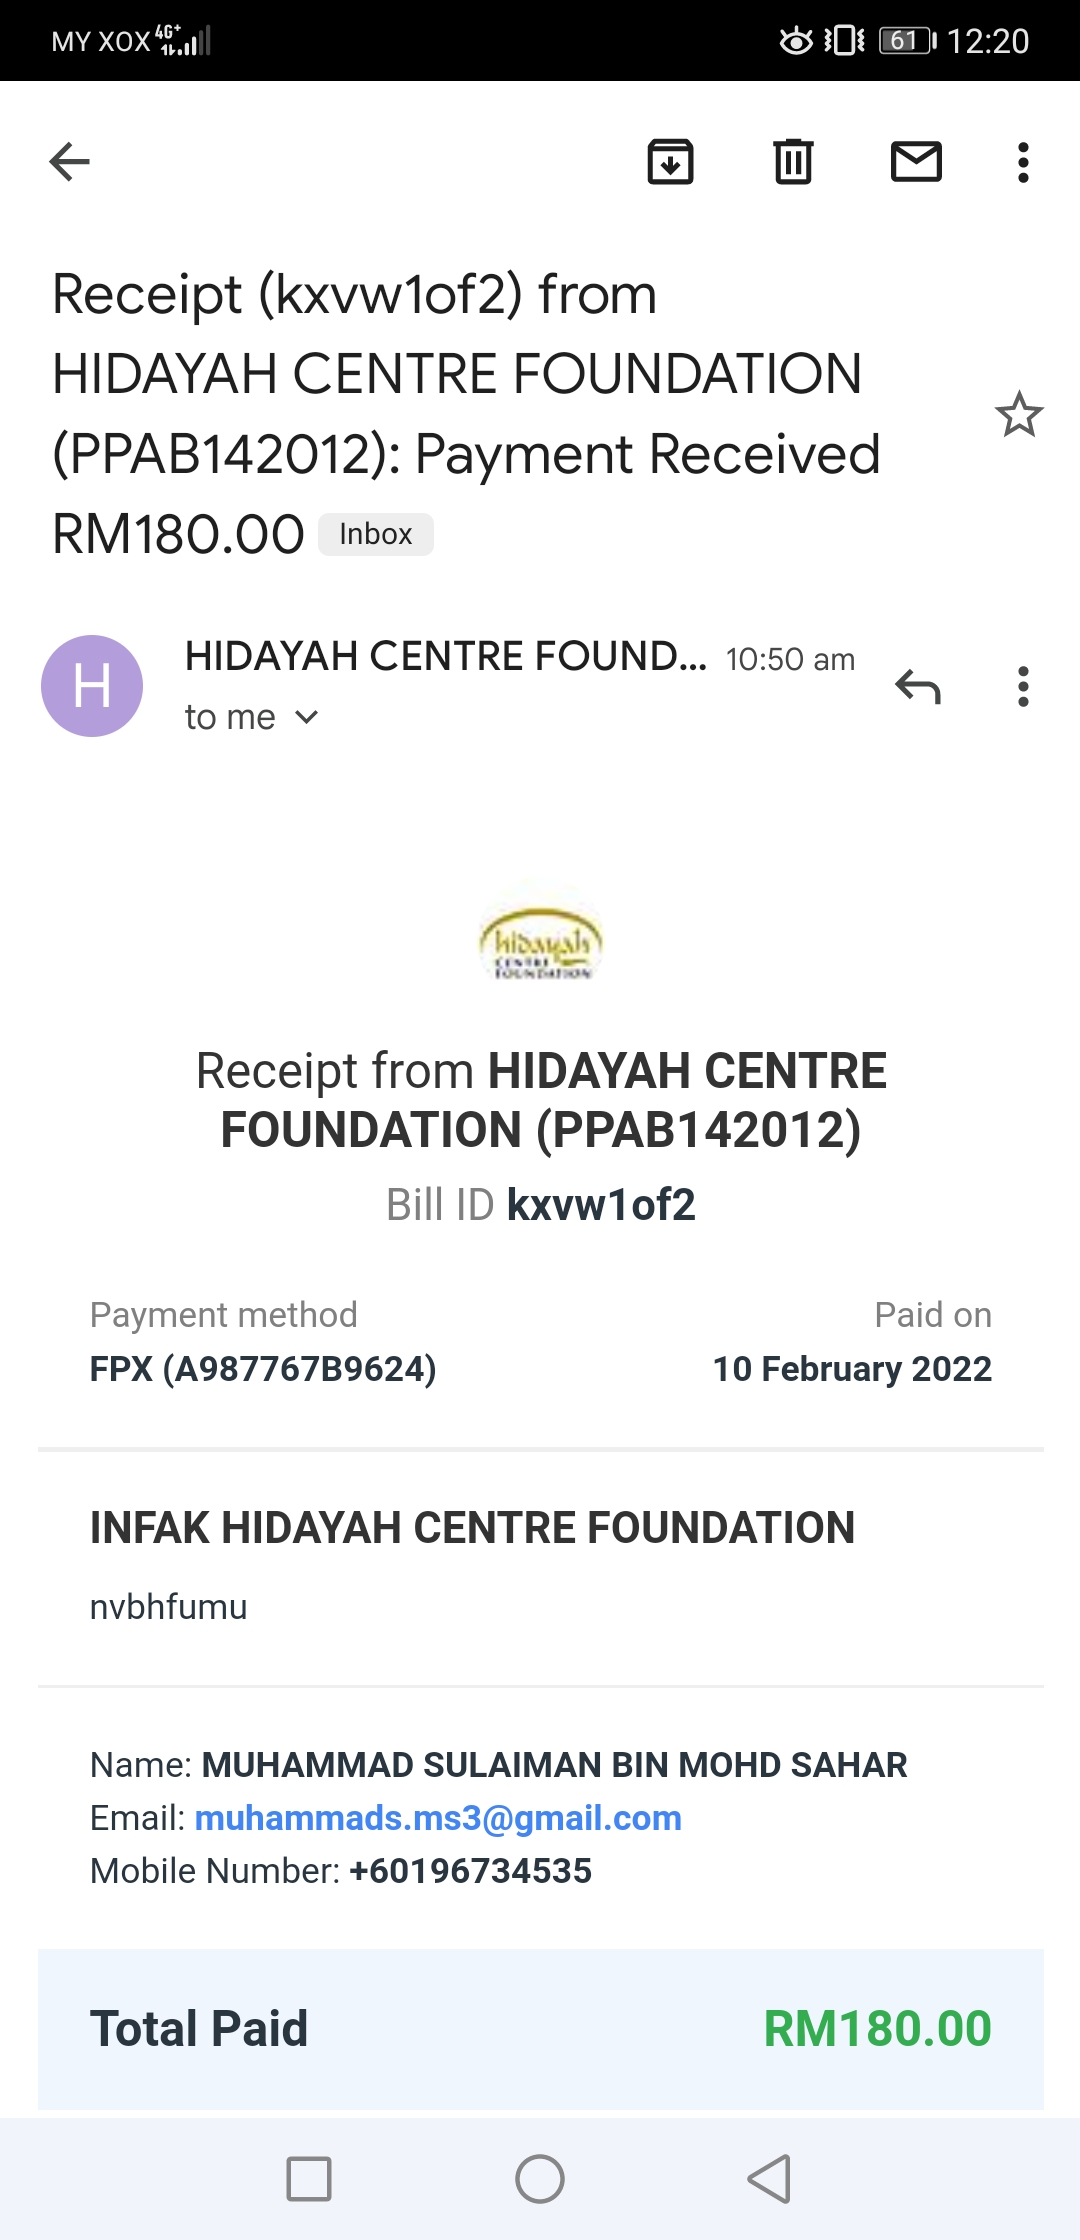 MY XOX 4G+ 61 12:20
Receipt (kxvw1of2) from
HIDAYAH CENTRE FOUNDATION
(PPAB142012): Payment Received
RM180.00 Inbox
H
HIDAYAH CENTRE FOUND... 10:50 am
to me
hidayah
CENTRE
FOUNDATION
Receipt from HIDAYAH CENTRE
FOUNDATION (PPAB142012)
Bill ID kxvw1of2
Payment method Paid on
FPX (A987767B9624) 10 February 2022
INFAK HIDAYAH CENTRE FOUNDATION
nvbhfumu
Name: MUHAMMAD SULAIMAN BIN MOHD SAHAR
Email: muhammads.ms3@gmail.com
Mobile Number: +60196734535
Total Paid RM180.00